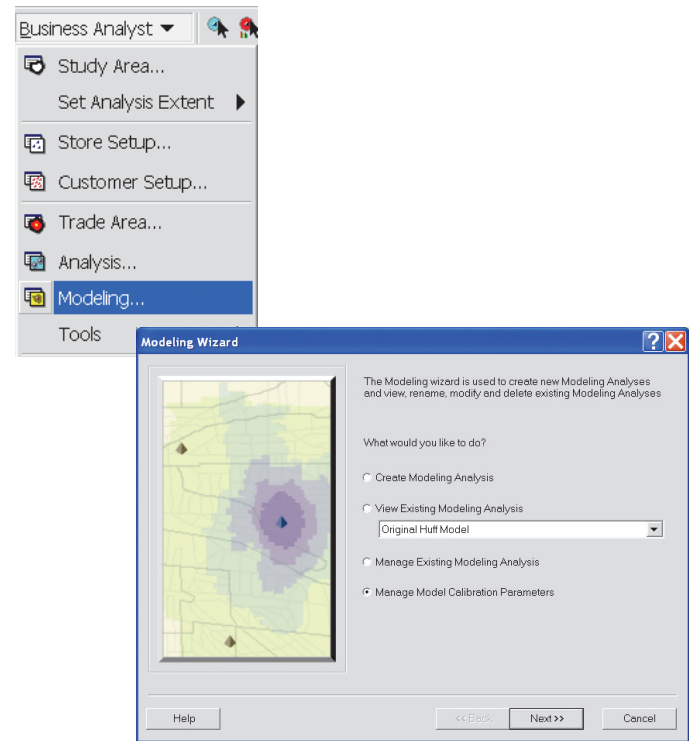 Business Analyst
Study Area...
Set Analysis Extent
Store Setup...
Customer Setup...
Trade Area...
Analysis...
Modeling...
Tools
Modeling Wizard
The Modeling wizard is used to create new Modeling Analyses
and view, rename, modify and delete existing Modeling Analyses
What would you like to do?
Create Modeling Analysis
View Existing Modeling Analysis
Original Huff Model
Manage Existing Modeling Analysis
Manage Model Calibration Parameters
Help
<< Back
Next >>
Cancel